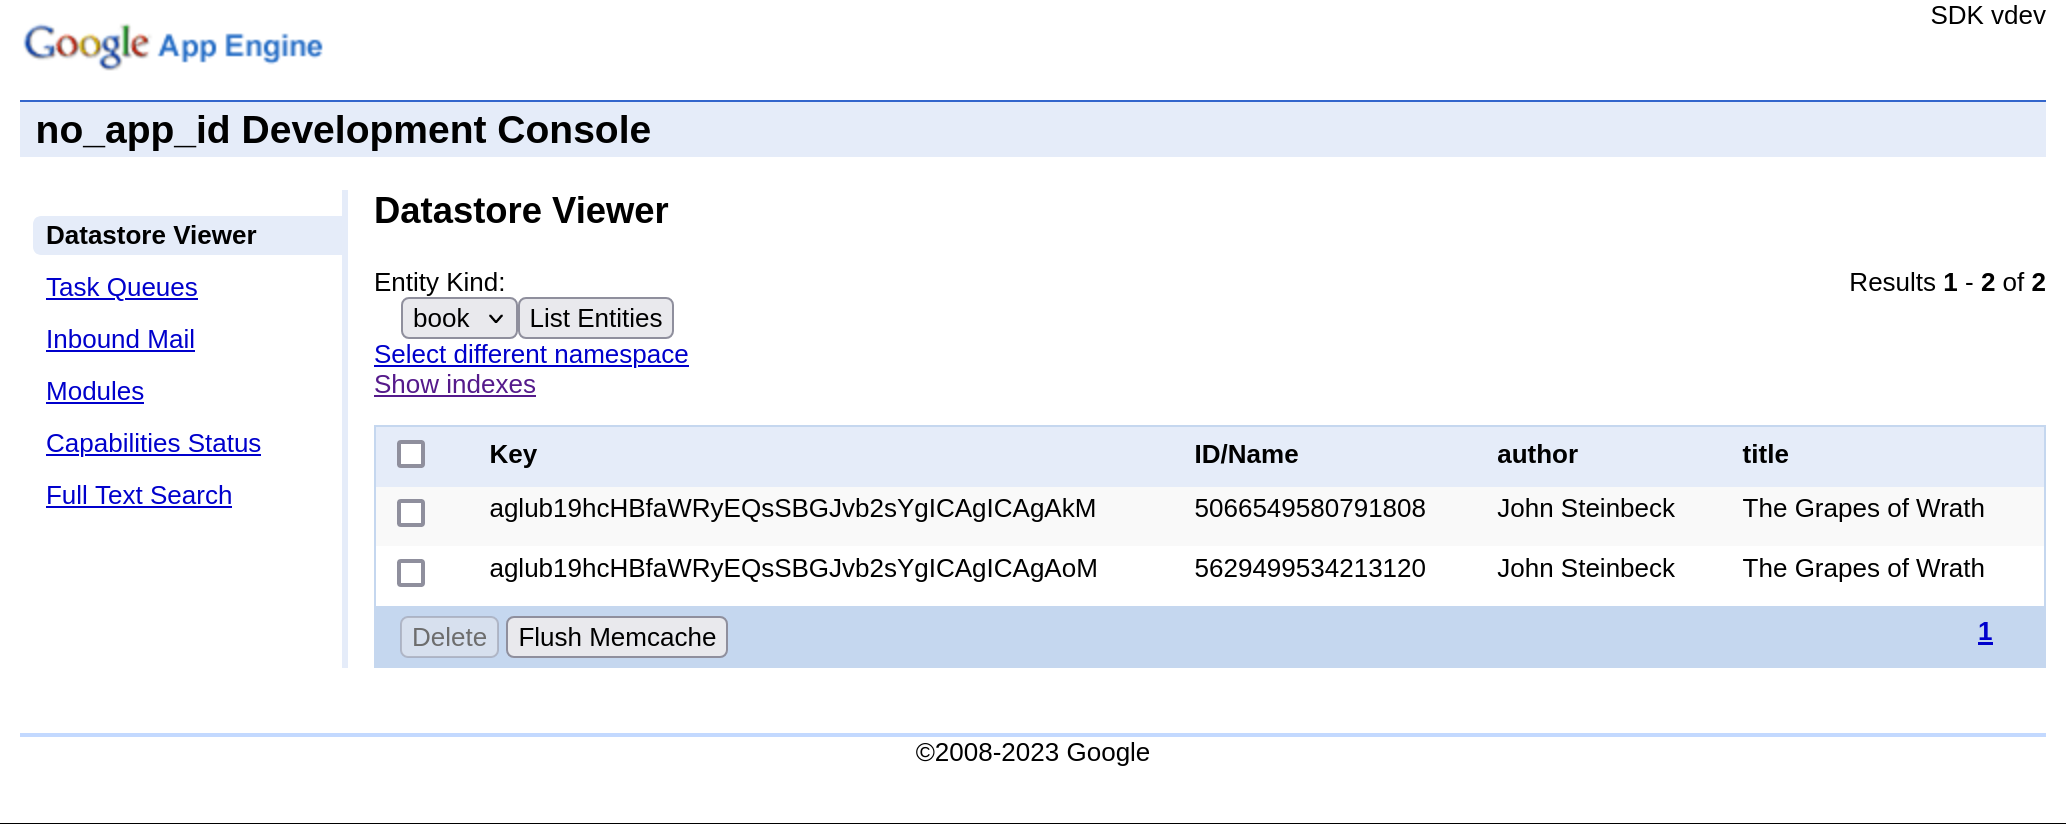 SDK vdev
Google App Engine
no_app_id Development Console
Datastore Viewer
Task Queues
Inbound Mail
Modules
Capabilities Status
Full Text Search
Datastore Viewer
Entity Kind:
Results 1 - 2 of 2
book List Entities
Select different namespace
Show indexes
Key ID/Name author title
aglub19hcHBfaWRyEQsSBGJvb2sYgICAgICAgAkM 5066549580791808 John Steinbeck The Grapes of Wrath
aglub19hcHBfaWRyEQsSBGJvb2sYgICAgICAgAoM 5629499534213120 John Steinbeck The Grapes of Wrath
Delete Flush Memcache 1
©2008-2023 Google